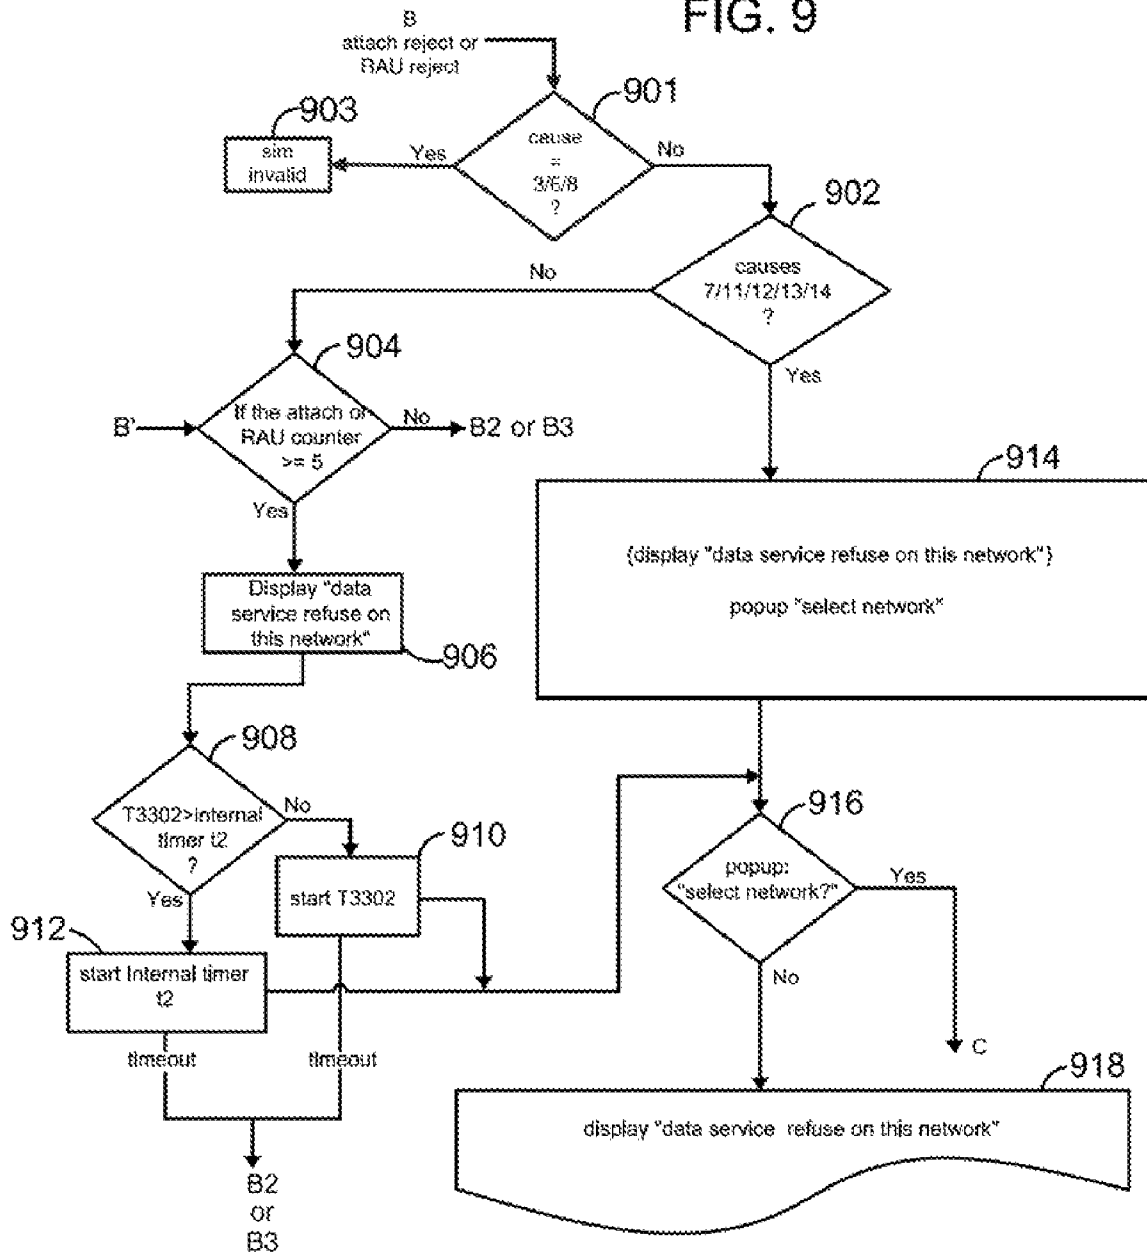 FIG. 9
B
attach reject or
RAU reject
901
903
cause
=
3/6/8
?
Yes
No
sim
invalid
902
causes
7/11/12/13/14
?
No
Yes
904
If the attach or
RAU counter
>= 5
B'
No
B2 or B3
Yes
914
{display "data service refuse on this network"}
popup "select network"
Display "data
service refuse on
this network"
906
908
T3302>internal
timer t2
?
No
Yes
910
start T3302
912
start Internal timer
t2
916
popup:
"select network?"
Yes
No
C
timeout
timeout
918
display "data service refuse on this network"
B2
or
B3